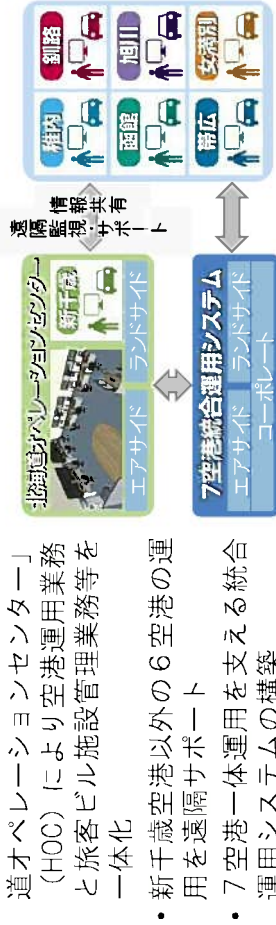 道オペレーションセンター」
（HOC）により空港運用業務
と旅客ビル施設管理業務等を
一体化
• 新千歳空港以外の６空港の運
用を遠隔サポート
• ７空港一体運用を支える統合
運用システムの構築
北海道オペレーションセンター
新千歳
エアサイド
ランドサイド
遠隔監視・サポート
情報共有
7空港統合運用システム
エアサイド
ランドサイド
コーポレート
稚内
釧路
函館
旭川
帯広
女満別